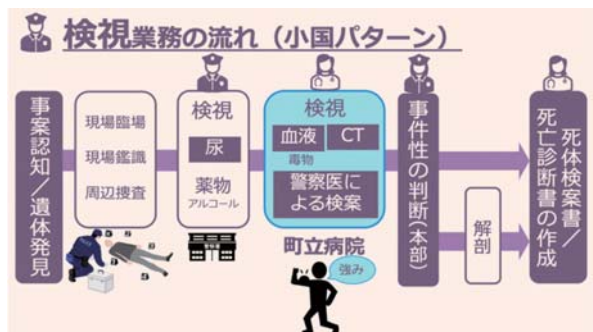 検視業務の流れ（小国パターン）
事案認知／遺体発見
現場臨場
現場鑑識
周辺捜査
検視
尿
薬物
アルコール
検視
血液
CT
毒物
警察医に
よる検案
町立病院
強み
事件性の判断(本部)
解剖
死体検案書／
死亡診断書の作成